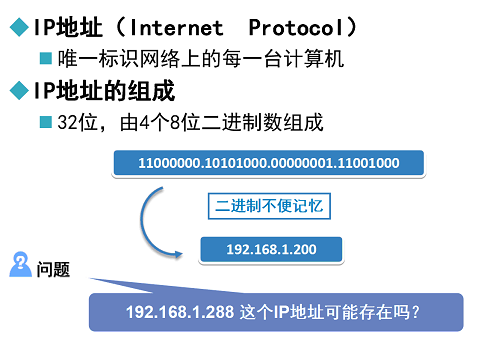 IP地址（Internet Protocol）
唯一标识网络上的每一台计算机
IP地址的组成
32位，由4个8位二进制数组成
11000000.10101000.00000001.11001000
二进制不便记忆
192.168.1.200
问题
192.168.1.288 这个IP地址可能存在吗？